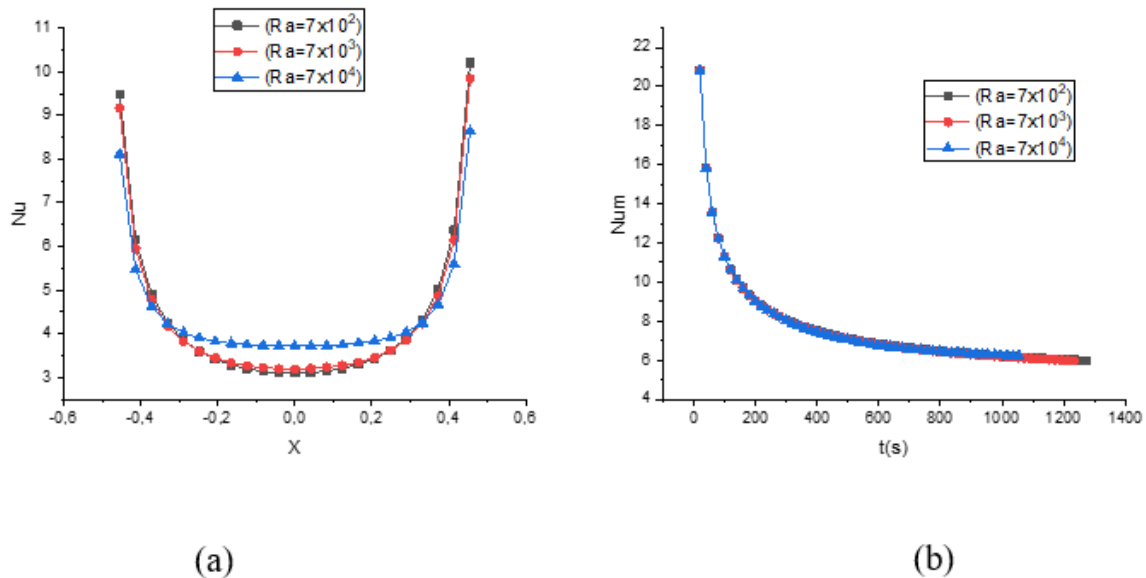 11
10
9
8
7
6
5
4
3
Nu
(Ra=7x10²)
(Ra=7x10³)
(Ra=7x10⁴)
-0,6 -0,4 -0,2 0,0 0,2 0,4 0,6
X
(a)
22
20
18
16
14
12
10
8
6
4
Num
(Ra=7x10²)
(Ra=7x10³)
(Ra=7x10⁴)
0 200 400 600 800 1000 1200 1400
t(s)
(b)